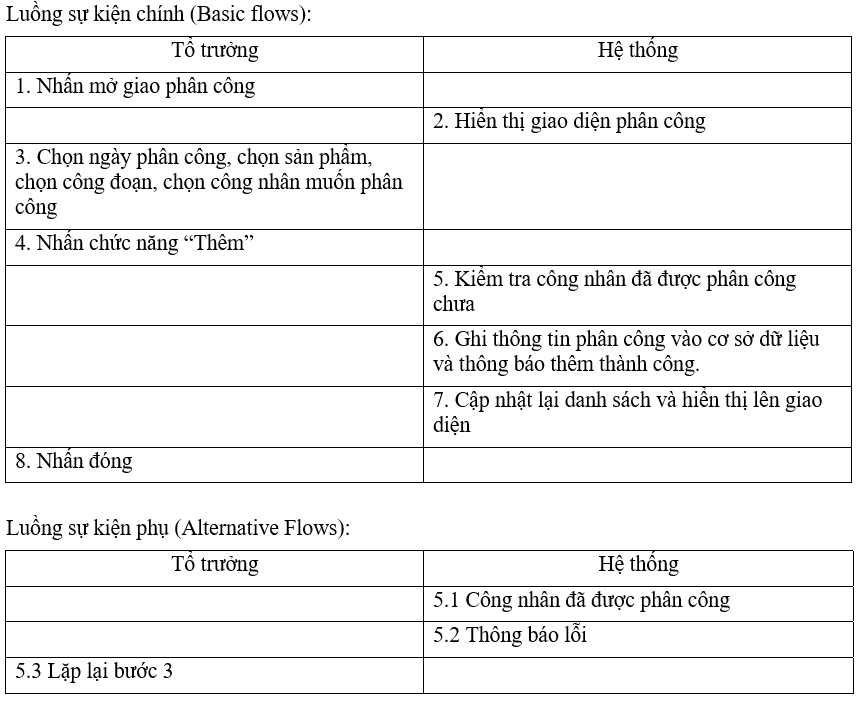 Luồng sự kiện chính (Basic flows):
Tổ trưởng
Hệ thống
1. Nhấn mở giao phân công
2. Hiển thị giao diện phân công
3. Chọn ngày phân công, chọn sản phẩm,
chọn công đoạn, chọn công nhân muốn phân
công
4. Nhấn chức năng “Thêm”
5. Kiểm tra công nhân đã được phân công
chưa
6. Ghi thông tin phân công vào cơ sở dữ liệu
và thông báo thêm thành công.
7. Cập nhật lại danh sách và hiển thị lên giao
diện
8. Nhấn đóng
Luồng sự kiện phụ (Alternative Flows):
Tổ trưởng
Hệ thống
5.1 Công nhân đã được phân công
5.2 Thông báo lỗi
5.3 Lặp lại bước 3